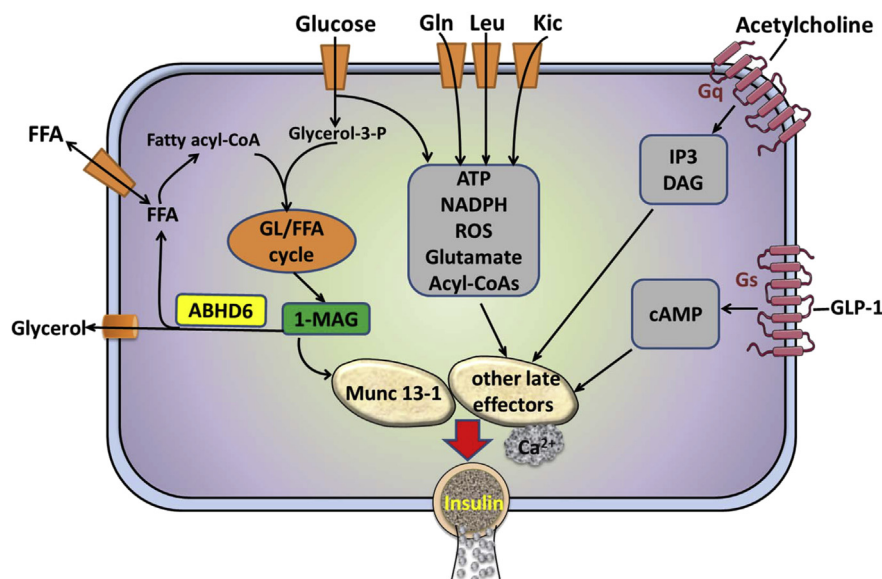 Glucose
Gln Leu Kic
Acetylcholine
Gq
FFA
Fatty acyl-CoA
Glycerol-3-P
IP3
DAG
ATP
NADPH
ROS
Glutamate
Acyl-CoAs
FFA
GL/FFA
cycle
Gs
ABHD6
1-MAG
cAMP
GLP-1
Glycerol
Munc 13-1
other late
effectors
Ca²⁺
Insulin